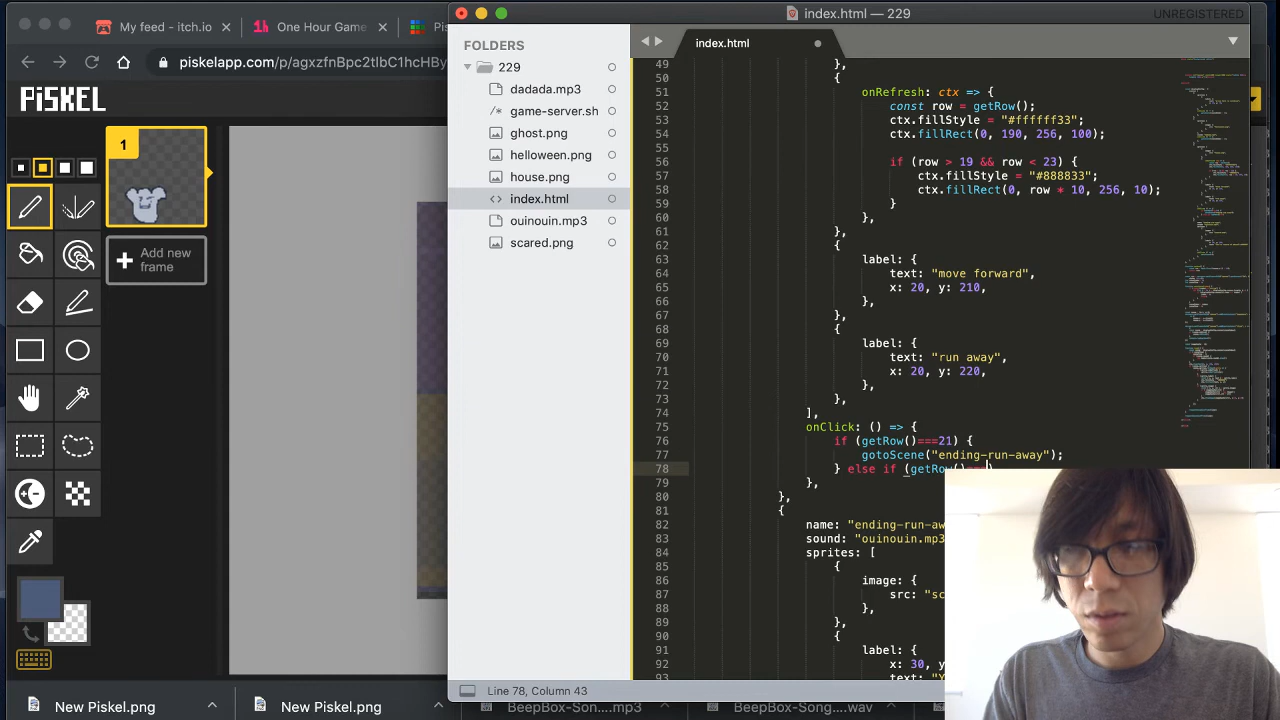 My feed - itch.io
One Hour Game
index.html — 229
UNREGISTERED
piskelapp.com/p/agxzfnBpc2tlbC1hcHBy
PiSKEL
1
Add new
frame
FOLDERS
229
dadada.mp3
game-server.sh
ghost.png
helloween.png
house.png
index.html
ouinouin.mp3
scared.png
index.html
49 },
50 {
51 onRefresh: ctx => {
52 const row = getRow();
53 ctx.fillStyle = "#ffffff33";
54 ctx.fillRect(0, 190, 256, 100);
55
56 if (row > 19 && row < 23) {
57 ctx.fillStyle = "#888833";
58 ctx.fillRect(0, row * 10, 256, 10);
59 }
60 },
61 },
62 {
63 label: {
64 text: "move forward",
65 x: 20, y: 210,
66 },
67 },
68 {
69 label: {
70 text: "run away",
71 x: 20, y: 220,
72 },
73 },
74 ],
75 onClick: () => {
76 if (getRow()===21) {
77 gotoScene("ending-run-away");
78 } else if (getRow()===)
79 },
80 },
81 {
82 name: "ending-run-aw
83 sound: "ouinouin.mp3
84 sprites: [
85 {
86 image: {
87 src: "sc
88 },
89 },
90 {
91 label: {
92 x: 30, y
93 text: "Y
Line 78, Column 43
New Piskel.png
New Piskel.png
BeepBox-Son....mp3
BeepBox-Song....wav